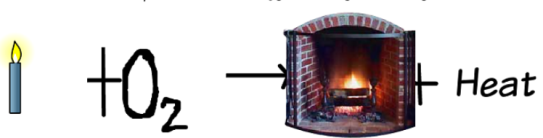 +O₂ → + Heat